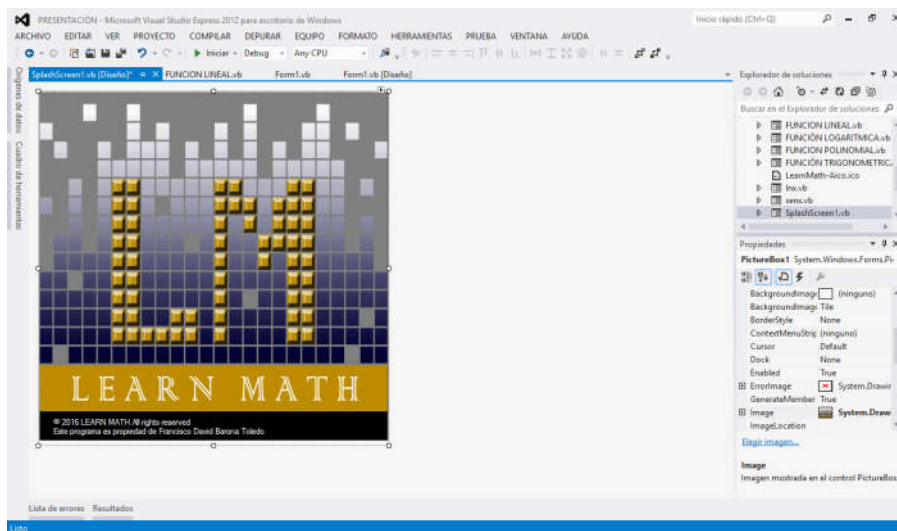 PRESENTACIÓN - Microsoft Visual Studio Express 2012 para escritorio de Windows
Inicio rápido (Ctrl+Q)
ARCHIVO EDITAR VER PROYECTO COMPILAR DEPURAR EQUIPO FORMATO HERRAMIENTAS PRUEBA VENTANA AYUDA
Iniciar Debug Any CPU
Orígenes de datos
Cuadro de herramientas
SplashScreen1.vb [Diseño]* FUNCION LINEAL.vb Form1.vb Form1.vb [Diseño]
LM
LEARN MATH
© 2016 LEARN MATH All rights reserved
Este programa es propiedad de Francisco David Barona Toledo
Explorador de soluciones
Buscar en el Explorador de soluciones
FUNCION LINEAL.vb
FUNCIÓN LOGARITMICA.vb
FUNCIÓN POLINOMIAL.vb
FUNCIÓN TRIGONOMETRIC
LearnMath-Aico.ico
lnx.vb
sens.vb
SplashScreen1.vb
Propiedades
PictureBox1 System.Windows.Forms.Pi
BackgroundImag (ninguno)
BackgroundImag Tile
BorderStyle None
ContextMenuStrip (ninguno)
Cursor Default
Dock None
Enabled True
ErrorImage System.Drawin
GenerateMember True
Image System.Draw
ImageLocation
Elegir imagen...
Image
Imagen mostrada en el control PictureBox
Lista de errores Resultados
Listo